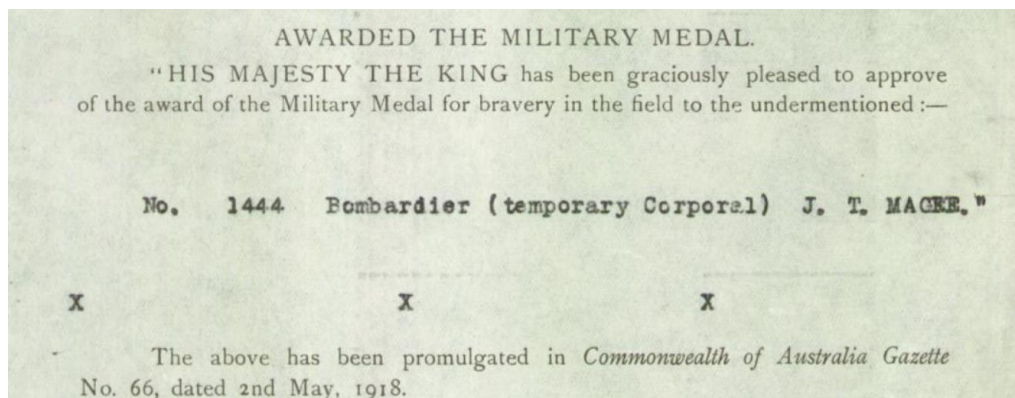 AWARDED THE MILITARY MEDAL.
"HIS MAJESTY THE KING has been graciously pleased to approve
of the award of the Military Medal for bravery in the field to the undermentioned :—
No. 1444 Bombardier (temporary Corporal) J. T. MAGEE."
X X X
The above has been promulgated in Commonwealth of Australia Gazette
No. 66, dated 2nd May, 1918.